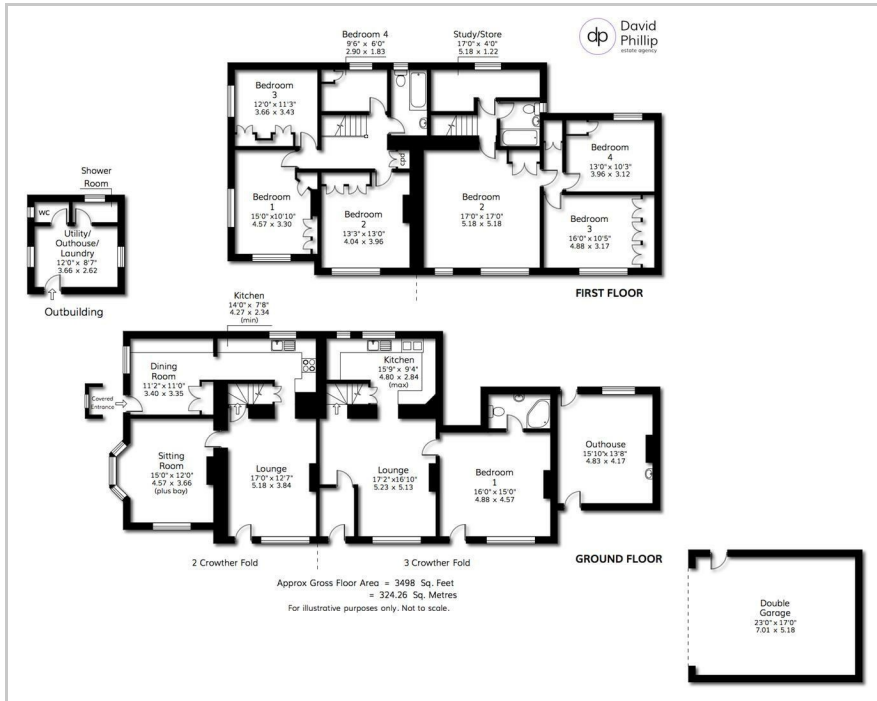 dp
David
Phillip
estate agency
Bedroom 4
9'6" x 6'0"
2.90 x 1.83
Study/Store
17'0" x 4'0"
5.18 x 1.22
Bedroom
3
12'0" x 11'3"
3.66 x 3.43
Bedroom
4
13'0" x 10'3"
3.96 x 3.12
cpd
Bedroom
1
15'0" x10'10"
4.57 x 3.30
Bedroom
2
13'3" x 13'0"
4.04 x 3.96
Bedroom
2
17'0" x 17'0"
5.18 x 5.18
Bedroom
3
16'0" x 10'5"
4.88 x 3.17
FIRST FLOOR
Shower
Room
WC
Utility/
Outhouse/
Laundry
12'0" x 8'7"
3.66 x 2.62
Outbuilding
Kitchen
14'0" x 7'8"
4.27 x 2.34
(min)
Dining
Room
11'2" x 11'0"
3.40 x 3.35
Kitchen
15'9" x 9'4"
4.80 x 2.84
(max)
Covered
Entrance
Sitting
Room
15'0" x 12'0"
4.57 x 3.66
(plus bay)
Lounge
17'0" x 12'7"
5.18 x 3.84
Lounge
17'2" x16'10"
5.23 x 5.13
Bedroom
1
16'0" x 15'0"
4.88 x 4.57
Outhouse
15'10" x 13'8"
4.83 x 4.17
2 Crowther Fold
3 Crowther Fold
GROUND FLOOR
Approx Gross Floor Area = 3498 Sq. Feet
= 324.26 Sq. Metres
For illustrative purposes only. Not to scale.
Double
Garage
23'0" x 17'0"
7.01 x 5.18